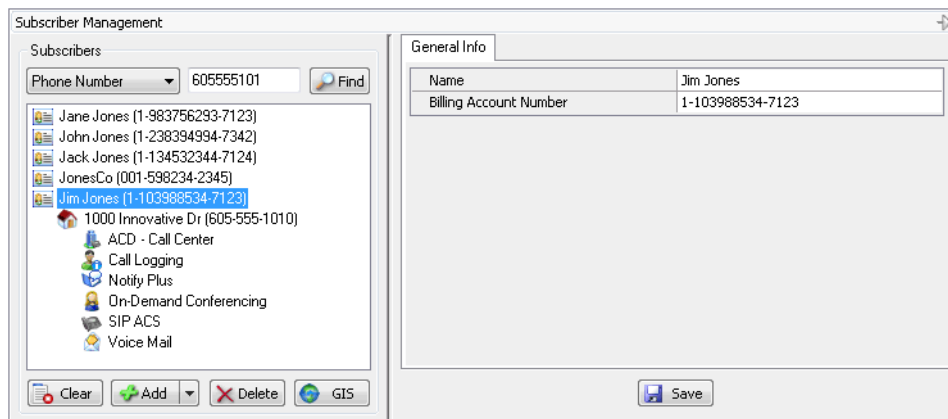 Subscriber Management
Subscribers
Phone Number 605555101 Find
Jane Jones (1-983756293-7123)
John Jones (1-238394994-7342)
Jack Jones (1-134532344-7124)
JonesCo (001-598234-2345)
Jim Jones (1-103988534-7123)
1000 Innovative Dr (605-555-1010)
ACD - Call Center
Call Logging
Notify Plus
On-Demand Conferencing
SIP ACS
Voice Mail
Clear Add Delete GIS
General Info
Name Jim Jones
Billing Account Number 1-103988534-7123
Save